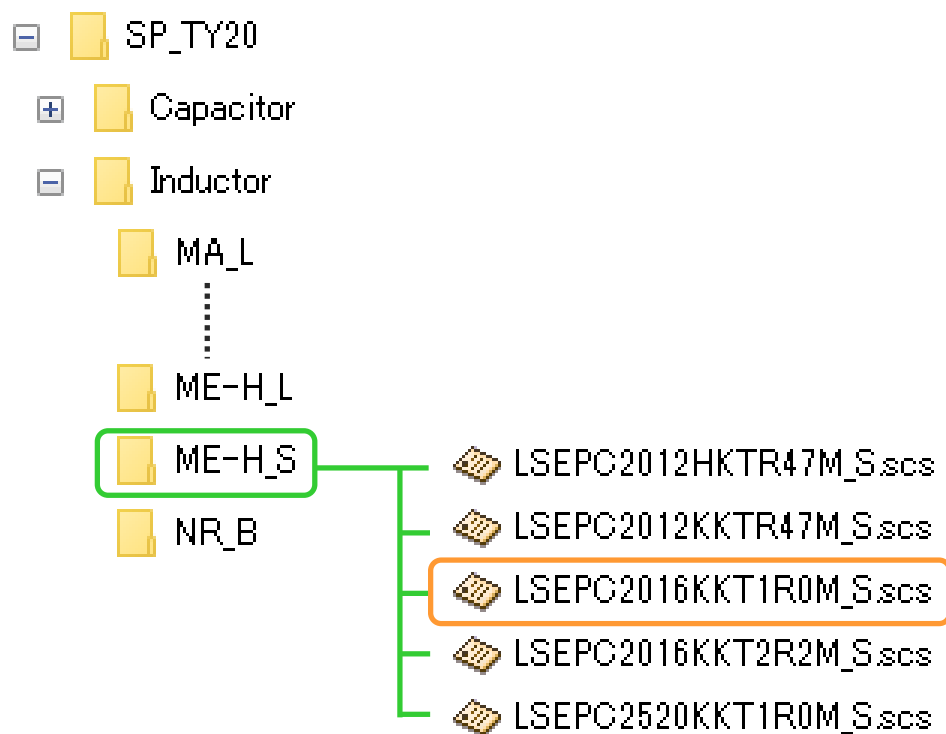 SP_TY20
Capacitor
Inductor
MA_L
ME-H_L
ME-H_S
NR_B
LSEPC2012HKTR47M_S.scs
LSEPC2012KKTR47M_S.scs
LSEPC2016KKT1R0M_S.scs
LSEPC2016KKT2R2M_S.scs
LSEPC2520KKT1R0M_S.scs